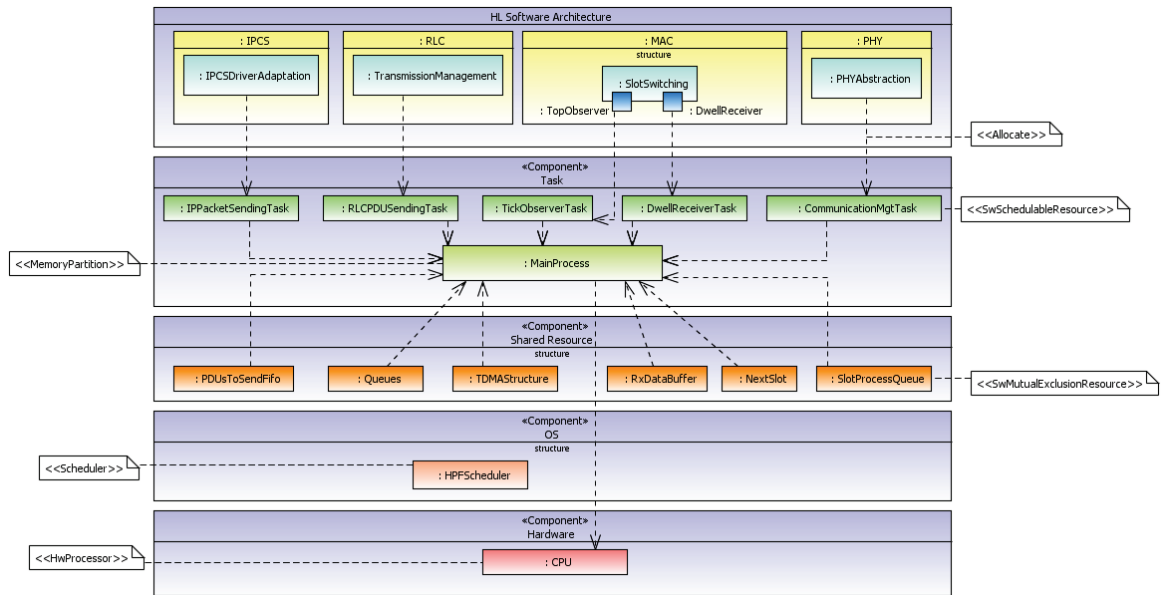 HL Software Architecture
: IPCS
: RLC
: MAC
: PHY
structure
: IPCSDriverAdaptation
: TransmissionManagement
: SlotSwitching
: PHYAbstraction
: TopObserver
: DwellReceiver
<<Allocate>>
«Component»
Task
: IPPacketSendingTask
: RLCPDUSendingTask
: TickObserverTask
: DwellReceiverTask
: CommunicationMgtTask
<<SwSchedulableResource>>
<<MemoryPartition>>
: MainProcess
«Component»
Shared Resource
structure
: PDUsToSendFifo
: Queues
: TDMAStructure
: RxDataBuffer
: NextSlot
: SlotProcessQueue
<<SwMutualExclusionResource>>
«Component»
OS
structure
<<Scheduler>>
: HPFScheduler
«Component»
Hardware
<<HwProcessor>>
: CPU